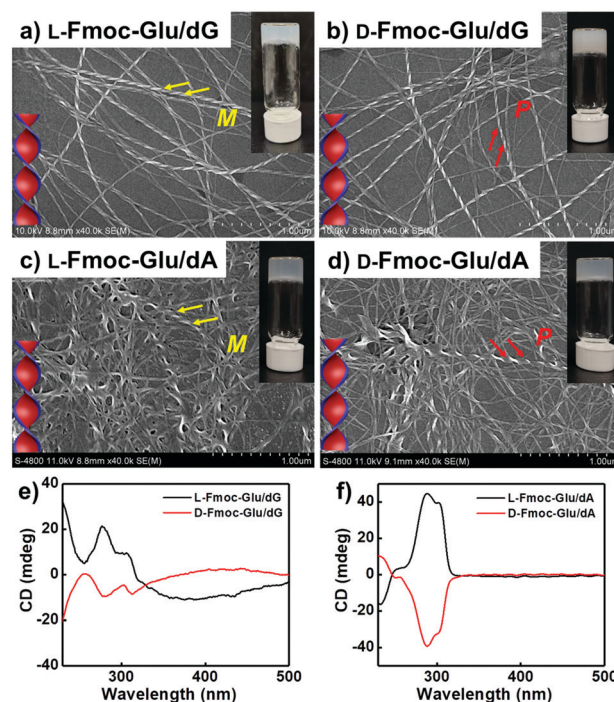 a) L-Fmoc-Glu/dG
M
10.0kV 8.8mm x40.0k SE(M)
1.00um
b) D-Fmoc-Glu/dG
P
10.0kV 8.8mm x40.0k SE(M)
1.00um
c) L-Fmoc-Glu/dA
M
S-4800 11.0kV 8.8mm x40.0k SE(M)
1.00um
d) D-Fmoc-Glu/dA
P
S-4800 11.0kV 9.1mm x40.0k SE(M)
1.00um
e)
L-Fmoc-Glu/dG
D-Fmoc-Glu/dG
CD (mdeg)
40
20
0
-20
-40
300
400
500
Wavelength (nm)
f)
L-Fmoc-Glu/dA
D-Fmoc-Glu/dA
CD (mdeg)
40
20
0
-20
-40
300
400
500
Wavelength (nm)